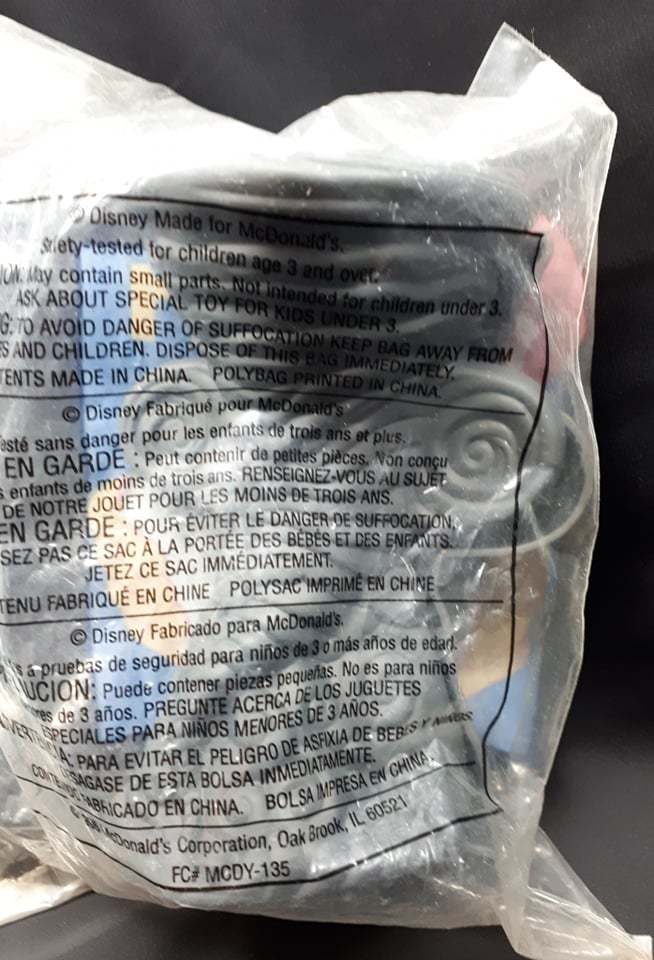 © Disney Made for McDonald's.
Safety-tested for children age 3 and over.
May contain small parts. Not intended for children under 3.
ASK ABOUT SPECIAL TOY FOR KIDS UNDER 3.
TO AVOID DANGER OF SUFFOCATION KEEP BAG AWAY FROM
AND CHILDREN. DISPOSE OF THIS BAG IMMEDIATELY.
MADE IN CHINA. POLYBAG PRINTED IN CHINA.
© Disney Fabriqué pour McDonald's
sans danger pour les enfants de trois ans et plus.
EN GARDE : Peut contenir de petites pièces. Non conçu
enfants de moins de trois ans. RENSEIGNEZ-VOUS AU SUJET
DE NOTRE JOUET POUR LES MOINS DE TROIS ANS.
EN GARDE : POUR ÉVITER LE DANGER DE SUFFOCATION,
PAS CE SAC À LA PORTÉE DES BÉBÉS ET DES ENFANTS.
JETEZ CE SAC IMMÉDIATEMENT.
FABRIQUÉ EN CHINE POLYSAC IMPRIMÉ EN CHINE
© Disney Fabricado para McDonald's.
a pruebas de seguridad para niños de 3 o más años de edad.
Puede contener piezas pequeñas. No es para niños
de 3 años. PREGUNTE ACERCA DE LOS JUGUETES
ESPECIALES PARA NIÑOS MENORES DE 3 AÑOS.
PARA EVITAR EL PELIGRO DE ASFIXIA DE BEBES Y NIÑOS
DE ESTA BOLSA INMEDIATAMENTE.
FABRICADO EN CHINA. BOLSA IMPRESA EN CHINA.
McDonald's Corporation, Oak Brook, IL 60521
FC# MCDY-135